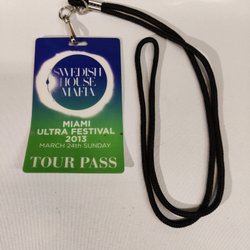 SWEDISH
HOUSE
MAFIA
MIAMI
ULTRA FESTIVAL
2013
MARCH 24th SUNDAY
TOUR PASS